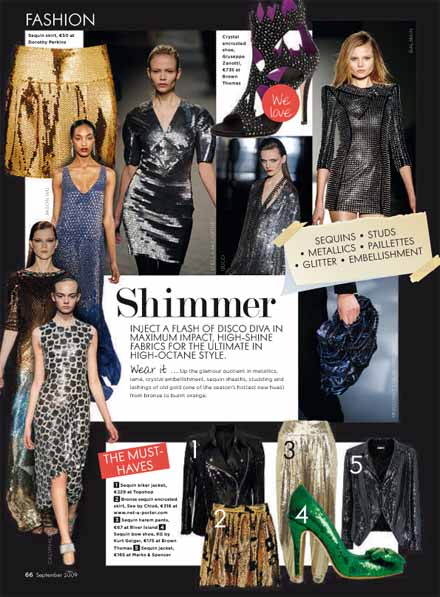 FASHION
Sequin skirt, €50 at
Dorothy Perkins
Crystal
encrusted
shoe,
Giuseppe
Zanotti,
€735 at
Brown
Thomas
We
love
BALMAIN
SEQUINS • STUDS
• METALLICS • PAILLETTES
• GLITTER • EMBELLISHMENT
Shimmer
INJECT A FLASH OF DISCO DIVA IN
MAXIMUM IMPACT, HIGH-SHINE
FABRICS FOR THE ULTIMATE IN
HIGH-OCTANE STYLE.
Wear it ... Up the glamour quotient in metallics,
lamé, crystal embellishment, sequin sheaths, studding and
lashings of old gold (one of the season's hottest new hues)
from bronze to burnt orange.
THE MUST-
HAVES
1 Sequin biker jacket,
€229 at Topshop
2 Bronze sequin encrusted
skirt, See by Chloé, €316 at
www.net-a-porter.com
3 Sequin harem pants,
€67 at River Island 4
Sequin bow shoe, KG by
Kurt Geiger, €175 at Brown
Thomas 5 Sequin jacket,
€165 at Marks & Spencer
1
2
3
4
5
66 September 2009